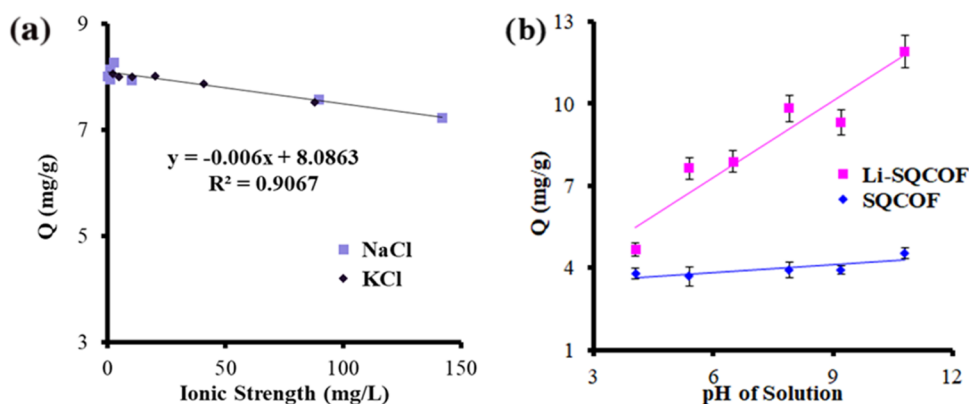 (a)
9
7
5
3
Q (mg/g)
y = -0.006x + 8.0863
R² = 0.9067
NaCl
KCl
0
50
100
150
Ionic Strength (mg/L)
(b)
13
10
7
4
1
Q (mg/g)
Li-SQCOF
SQCOF
3
6
9
12
pH of Solution